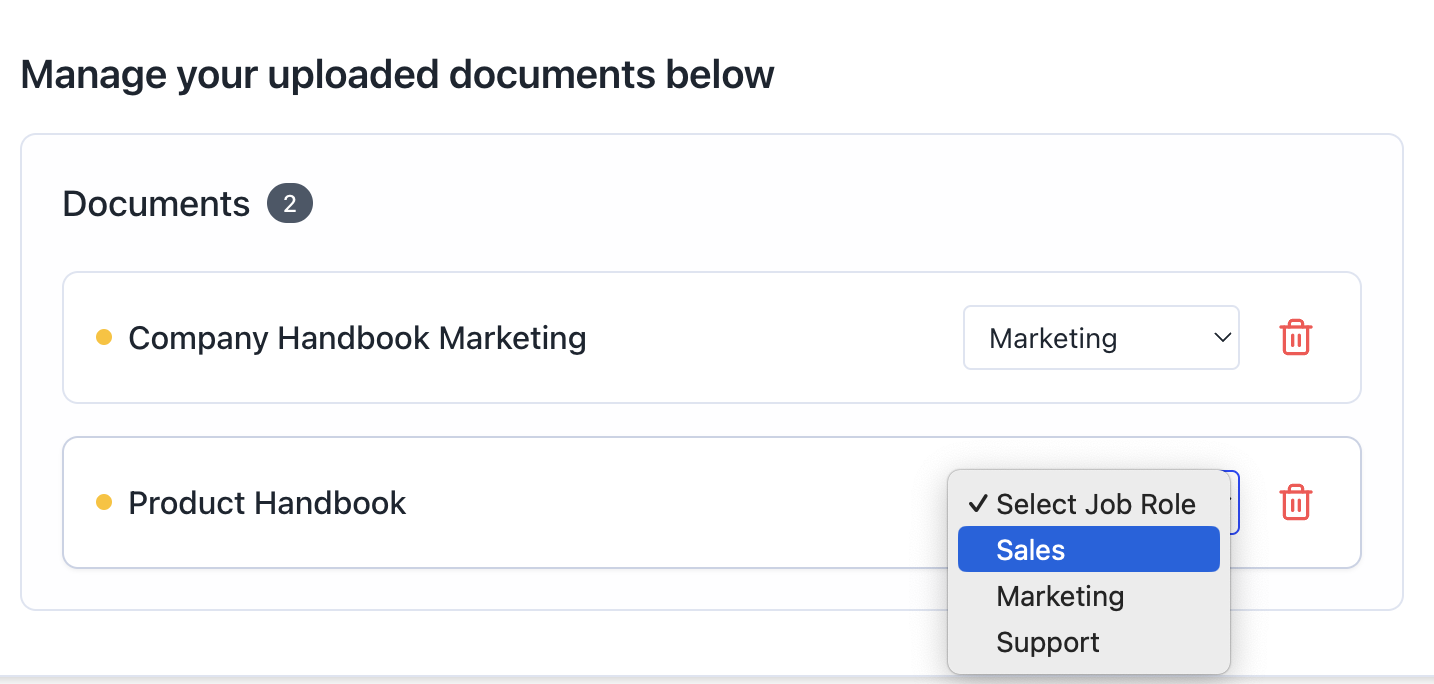 Manage your uploaded documents below
Documents 2
Company Handbook Marketing Marketing
Product Handbook ✓ Select Job Role
Sales
Marketing
Support